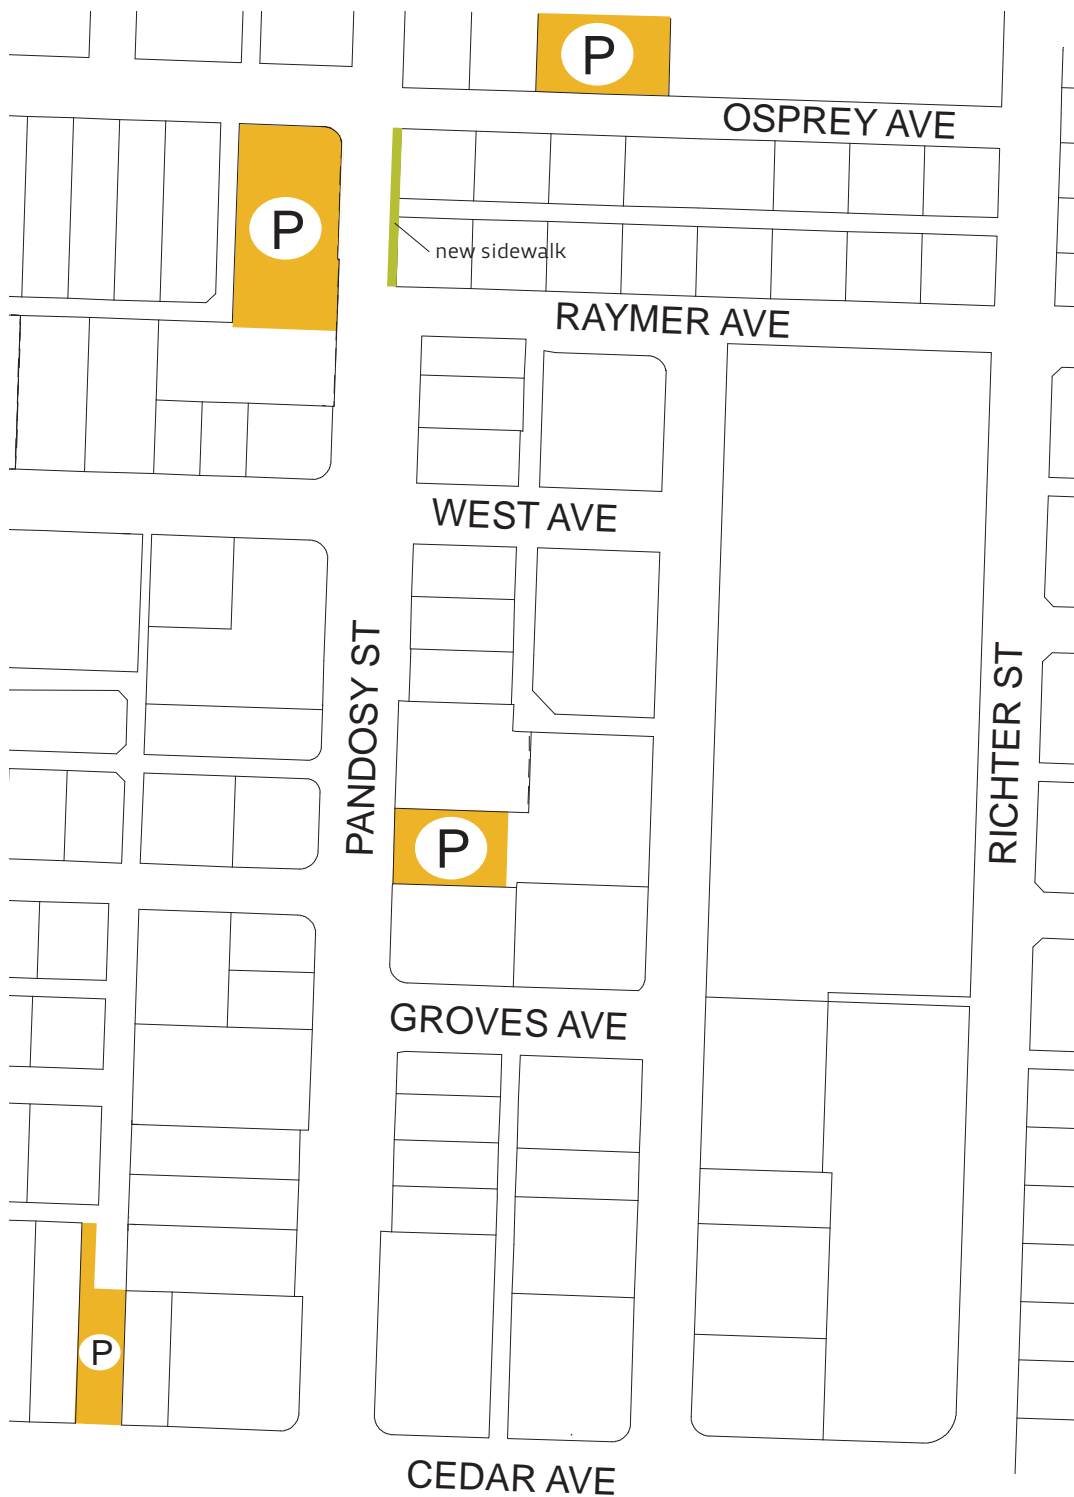 P
OSPREY AVE
P
new sidewalk
RAYMER AVE
WEST AVE
PANDOSY ST
RICHTER ST
P
GROVES AVE
P
CEDAR AVE